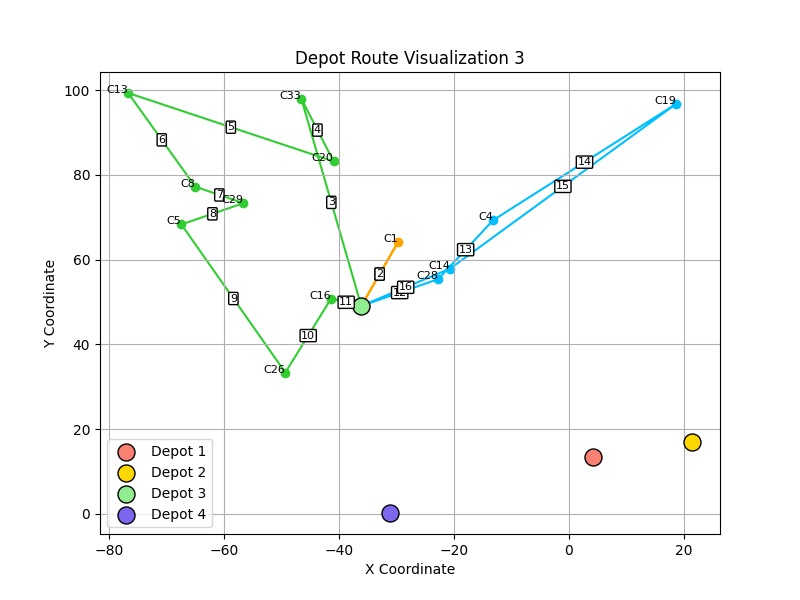 Depot Route Visualization 3
100
80
60
40
20
0
Y Coordinate
−80
−60
−40
−20
0
20
X Coordinate
C13
C33
C19
C20
C8
C29
C5
C4
C1
C14
C28
C16
C26
4
5
6
14
15
7
3
8
13
2
16
12
9
11
10
Depot 1
Depot 2
Depot 3
Depot 4